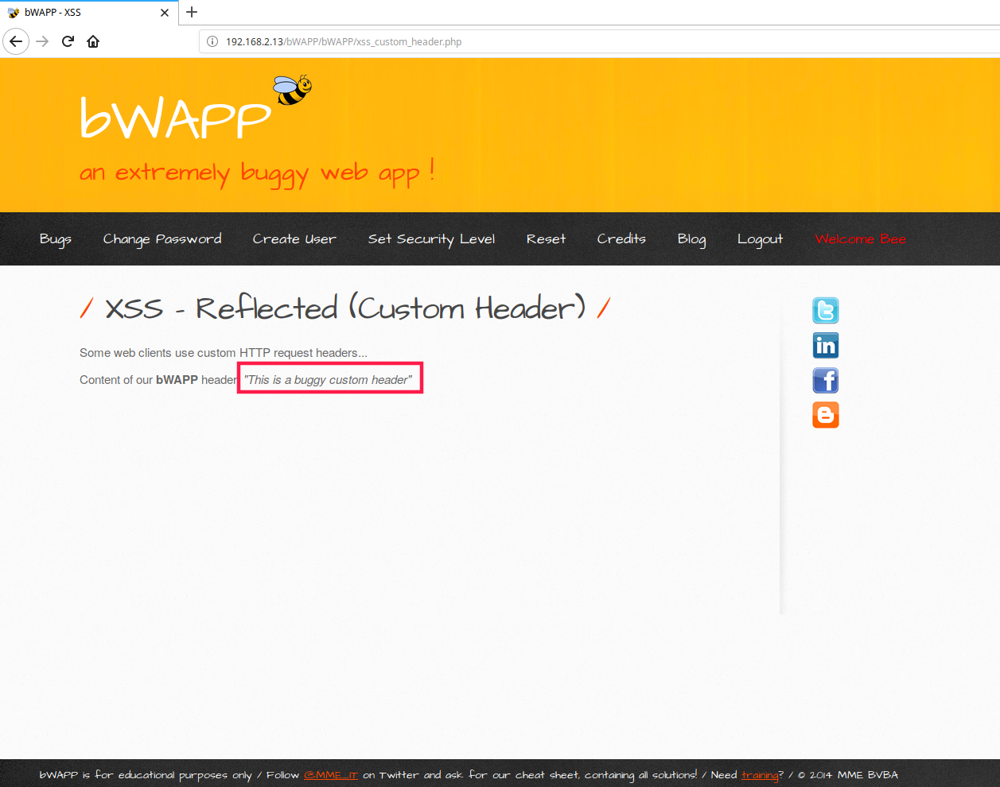 bWAPP - XSS
192.168.2.13/bWAPP/bWAPP/xss_custom_header.php
bWAPP
an extremely buggy web app !
Bugs Change Password Create User Set Security Level Reset Credits Blog Logout Welcome Bee
/ XSS - Reflected (Custom Header) /
Some web clients use custom HTTP request headers...
Content of our bWAPP header "This is a buggy custom header"
bWAPP is for educational purposes only / Follow @MME_IT on Twitter and ask for our cheat sheet, containing all solutions! / Need training? / © 2014 MME BVBA